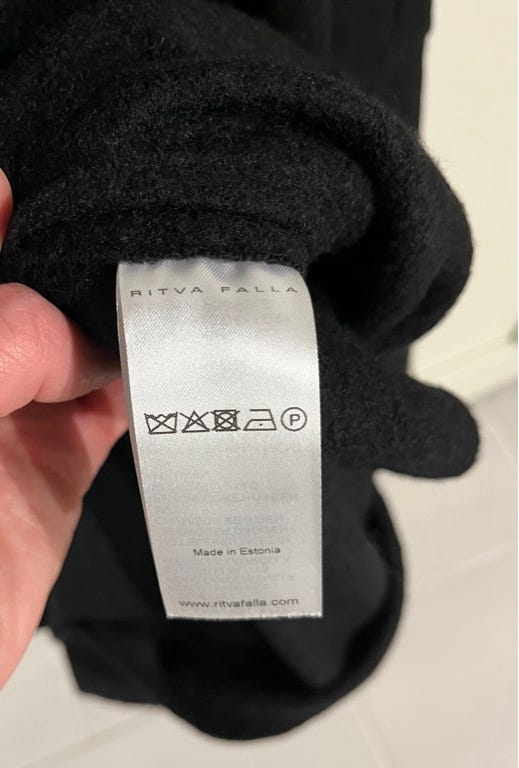 RITVA FALLA
P
Made in Estonia
www.ritvafalla.com